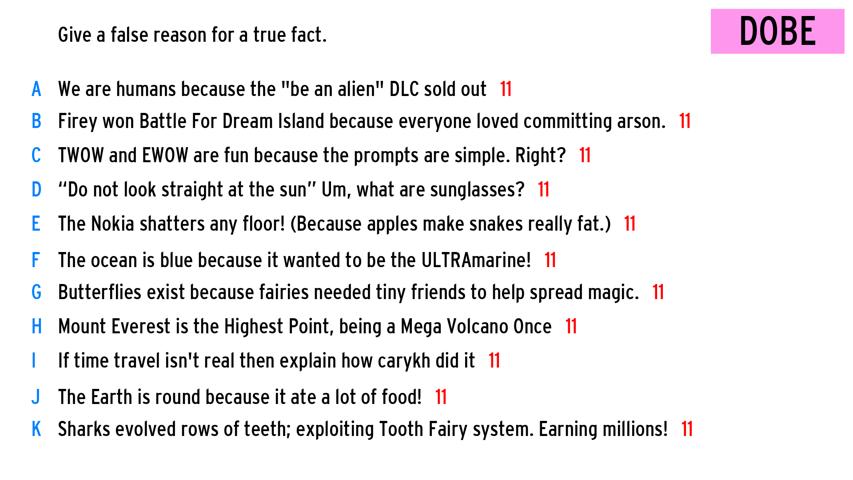 Give a false reason for a true fact.
DOBE
A We are humans because the "be an alien" DLC sold out 11
B Firey won Battle For Dream Island because everyone loved committing arson. 11
C TWOW and EWOW are fun because the prompts are simple. Right? 11
D “Do not look straight at the sun” Um, what are sunglasses? 11
E The Nokia shatters any floor! (Because apples make snakes really fat.) 11
F The ocean is blue because it wanted to be the ULTRAmarine! 11
G Butterflies exist because fairies needed tiny friends to help spread magic. 11
H Mount Everest is the Highest Point, being a Mega Volcano Once 11
I If time travel isn't real then explain how carykh did it 11
J The Earth is round because it ate a lot of food! 11
K Sharks evolved rows of teeth; exploiting Tooth Fairy system. Earning millions! 11